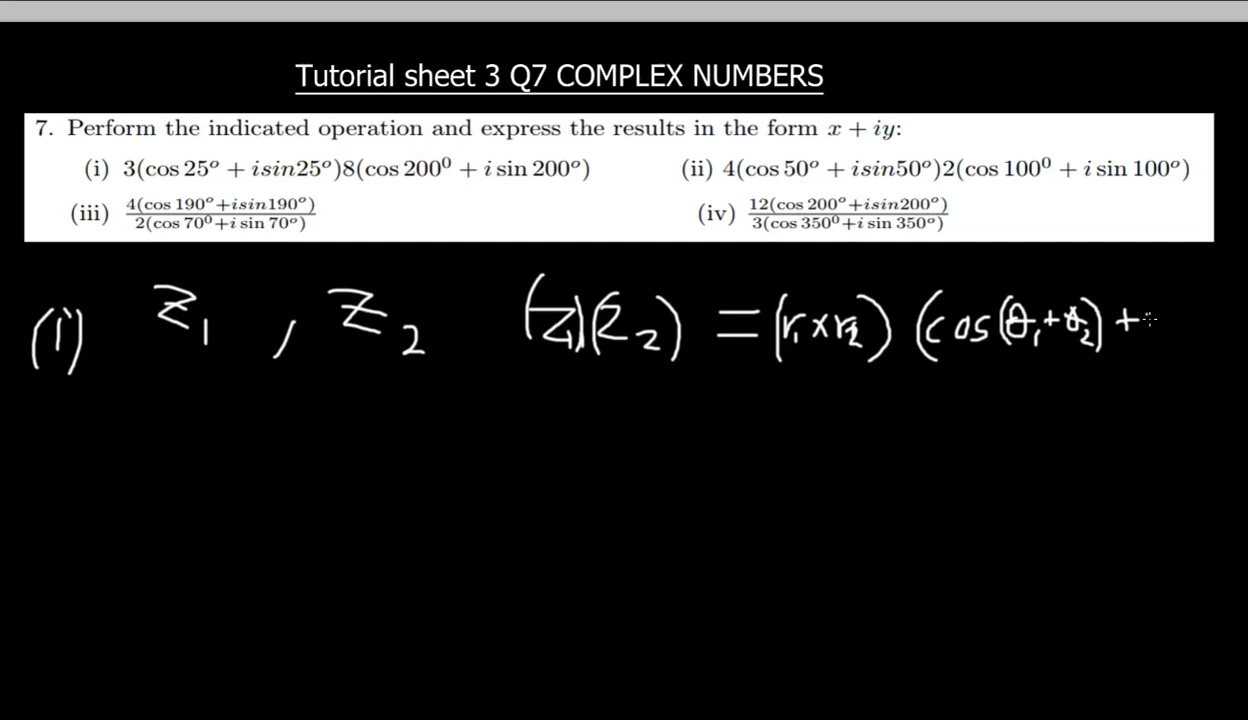 Tutorial sheet 3 Q7 COMPLEX NUMBERS
7. Perform the indicated operation and express the results in the form x + iy:
(i) 3(cos 25° + isin25°)8(cos 200⁰ + i sin 200°) (ii) 4(cos 50° + isin50°)2(cos 100⁰ + i sin 100°)
(iii) 4(cos 190°+isin190°) / 2(cos 70⁰+i sin 70°) (iv) 12(cos 200°+isin200°) / 3(cos 350⁰+i sin 350°)
(i) z₁ , z₂ (z₁)(z₂) = (r₁ × r₂) (cos(θ₁+θ₂) +